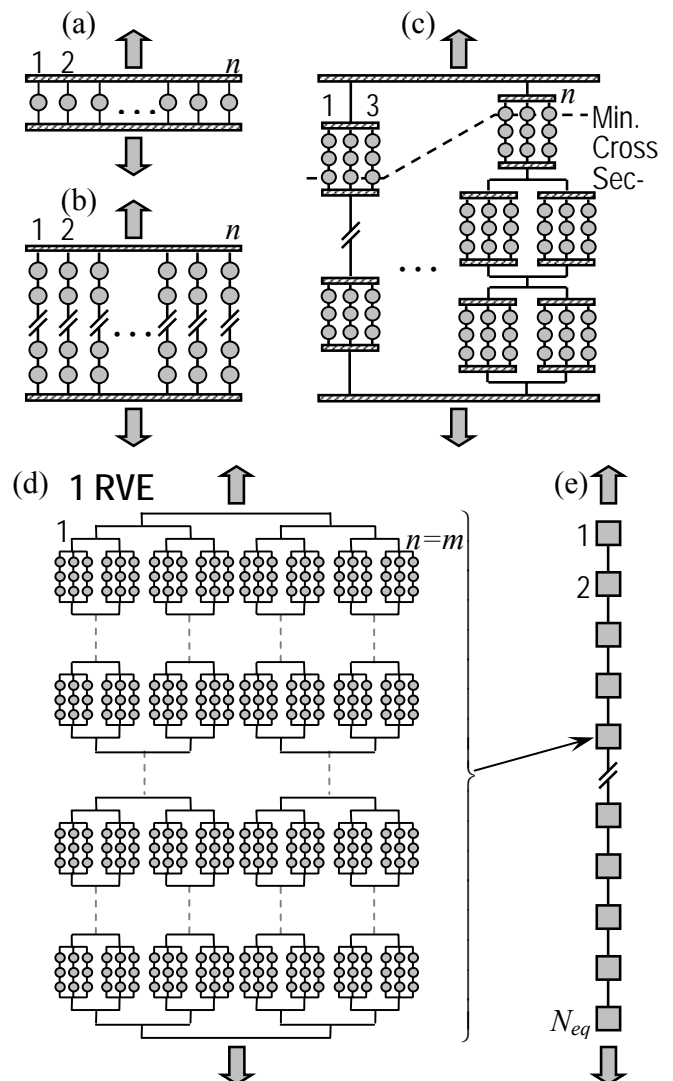 (a)
1 2 n
...
(b)
1 2 n
...
(c)
1 3 n
Min.
Cross
Sec-
...
(d) 1 RVE
1 n=m
(e)
1
2
N_eq